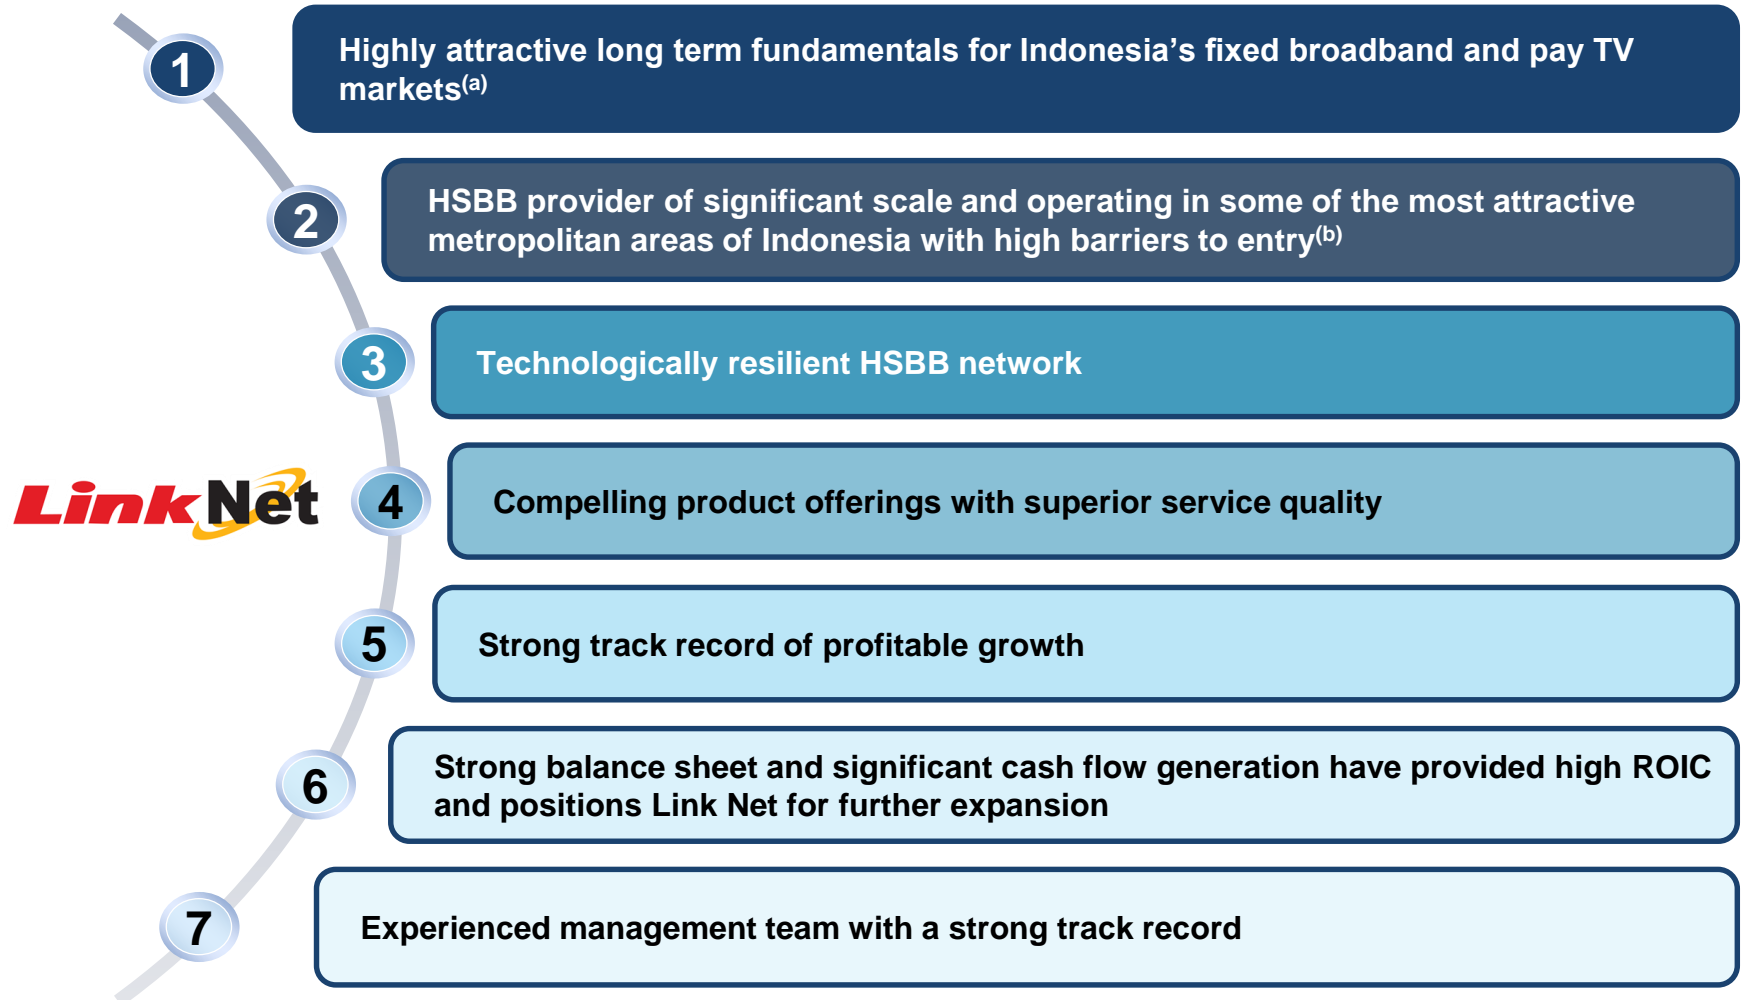 1
Highly attractive long term fundamentals for Indonesia’s fixed broadband and pay TV
markets(a)
2
HSBB provider of significant scale and operating in some of the most attractive
metropolitan areas of Indonesia with high barriers to entry(b)
3
Technologically resilient HSBB network
LinkNet
4
Compelling product offerings with superior service quality
5
Strong track record of profitable growth
6
Strong balance sheet and significant cash flow generation have provided high ROIC
and positions Link Net for further expansion
7
Experienced management team with a strong track record